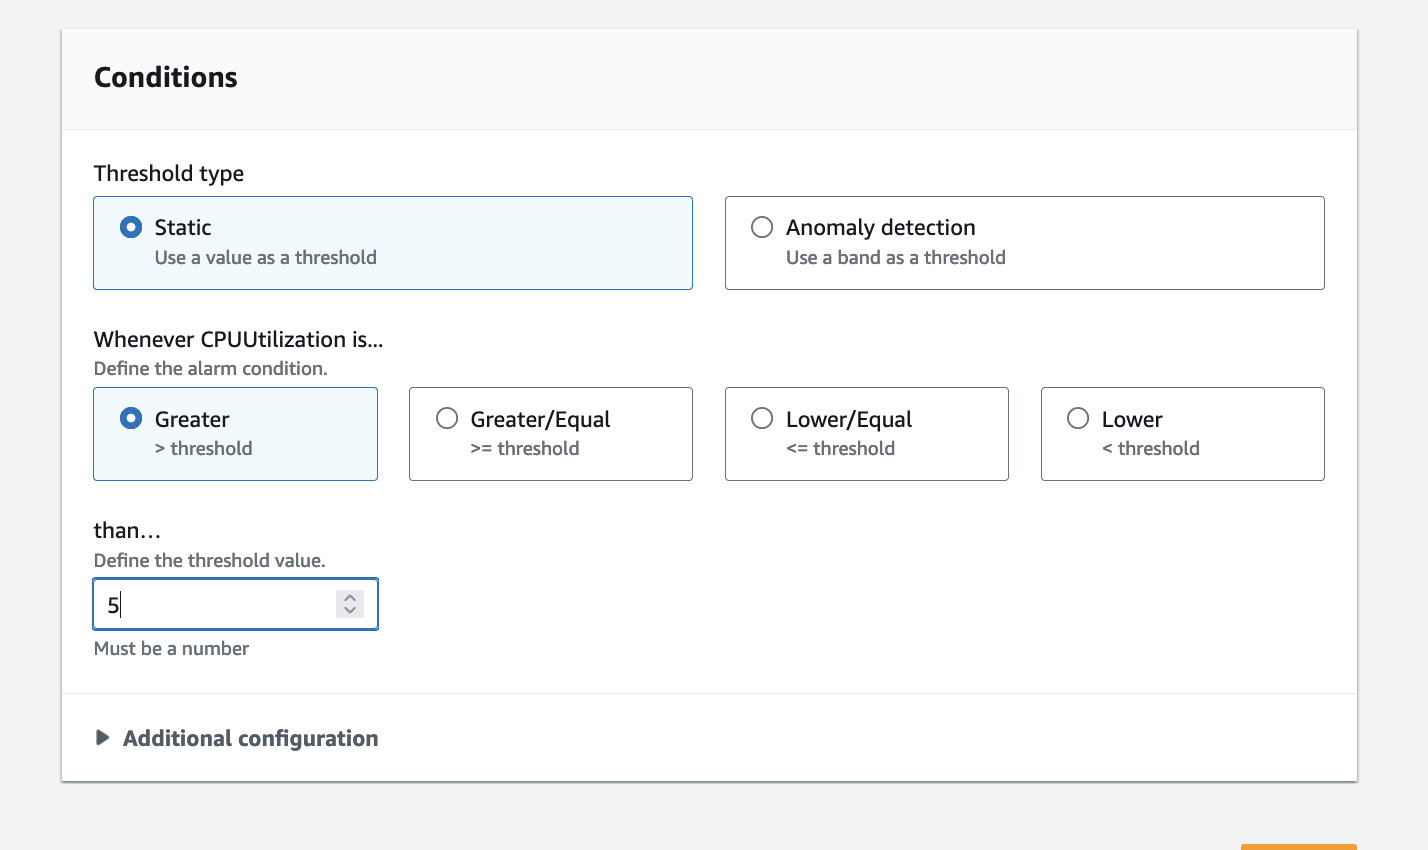 Conditions
Threshold type
Static
Use a value as a threshold
Anomaly detection
Use a band as a threshold
Whenever CPUUtilization is...
Define the alarm condition.
Greater
> threshold
Greater/Equal
>= threshold
Lower/Equal
<= threshold
Lower
< threshold
than...
Define the threshold value.
5
Must be a number
Additional configuration